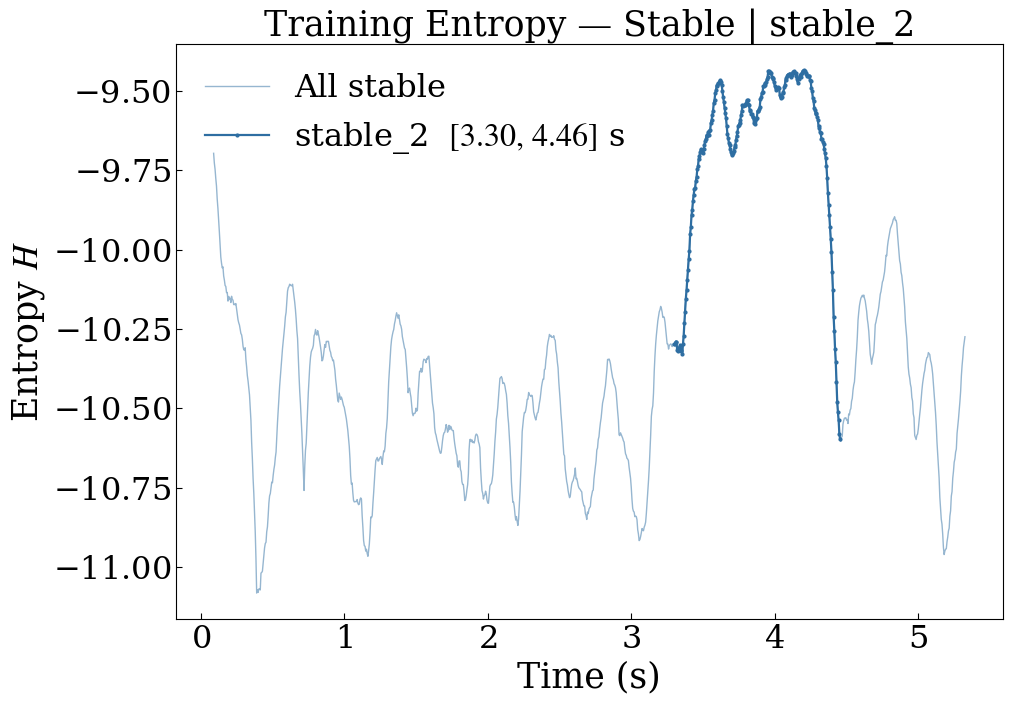 Training Entropy — Stable | stable_2
All stable
stable_2 [3.30, 4.46] s
Entropy H
−9.50
−9.75
−10.00
−10.25
−10.50
−10.75
−11.00
0 1 2 3 4 5
Time (s)